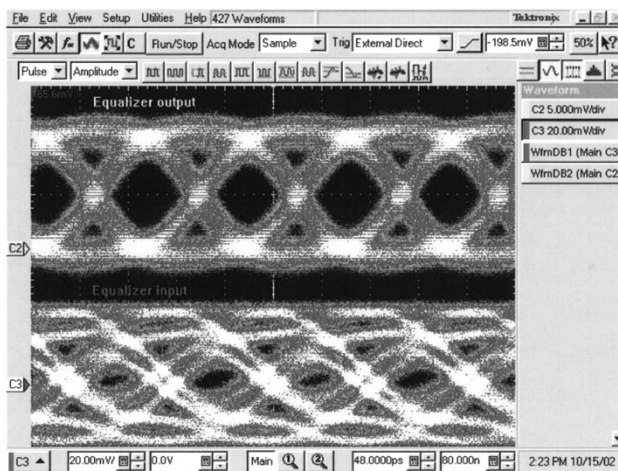 File Edit View Setup Utilities Help 427 Waveforms Tektronix
Run/Stop Acq Mode Sample Trig External Direct -198.5mV 50%
Pulse Amplitude
Waveform
C2 5.000mV/div
C3 20.00mV/div
WfmDB1 (Main C3
WfmDB2 (Main C2
Equalizer output
C2
Equalizer input
C3
C3 20.00mV/ 0.0V Main 48.0000ps 80.000n 2:23 PM 10/15/02